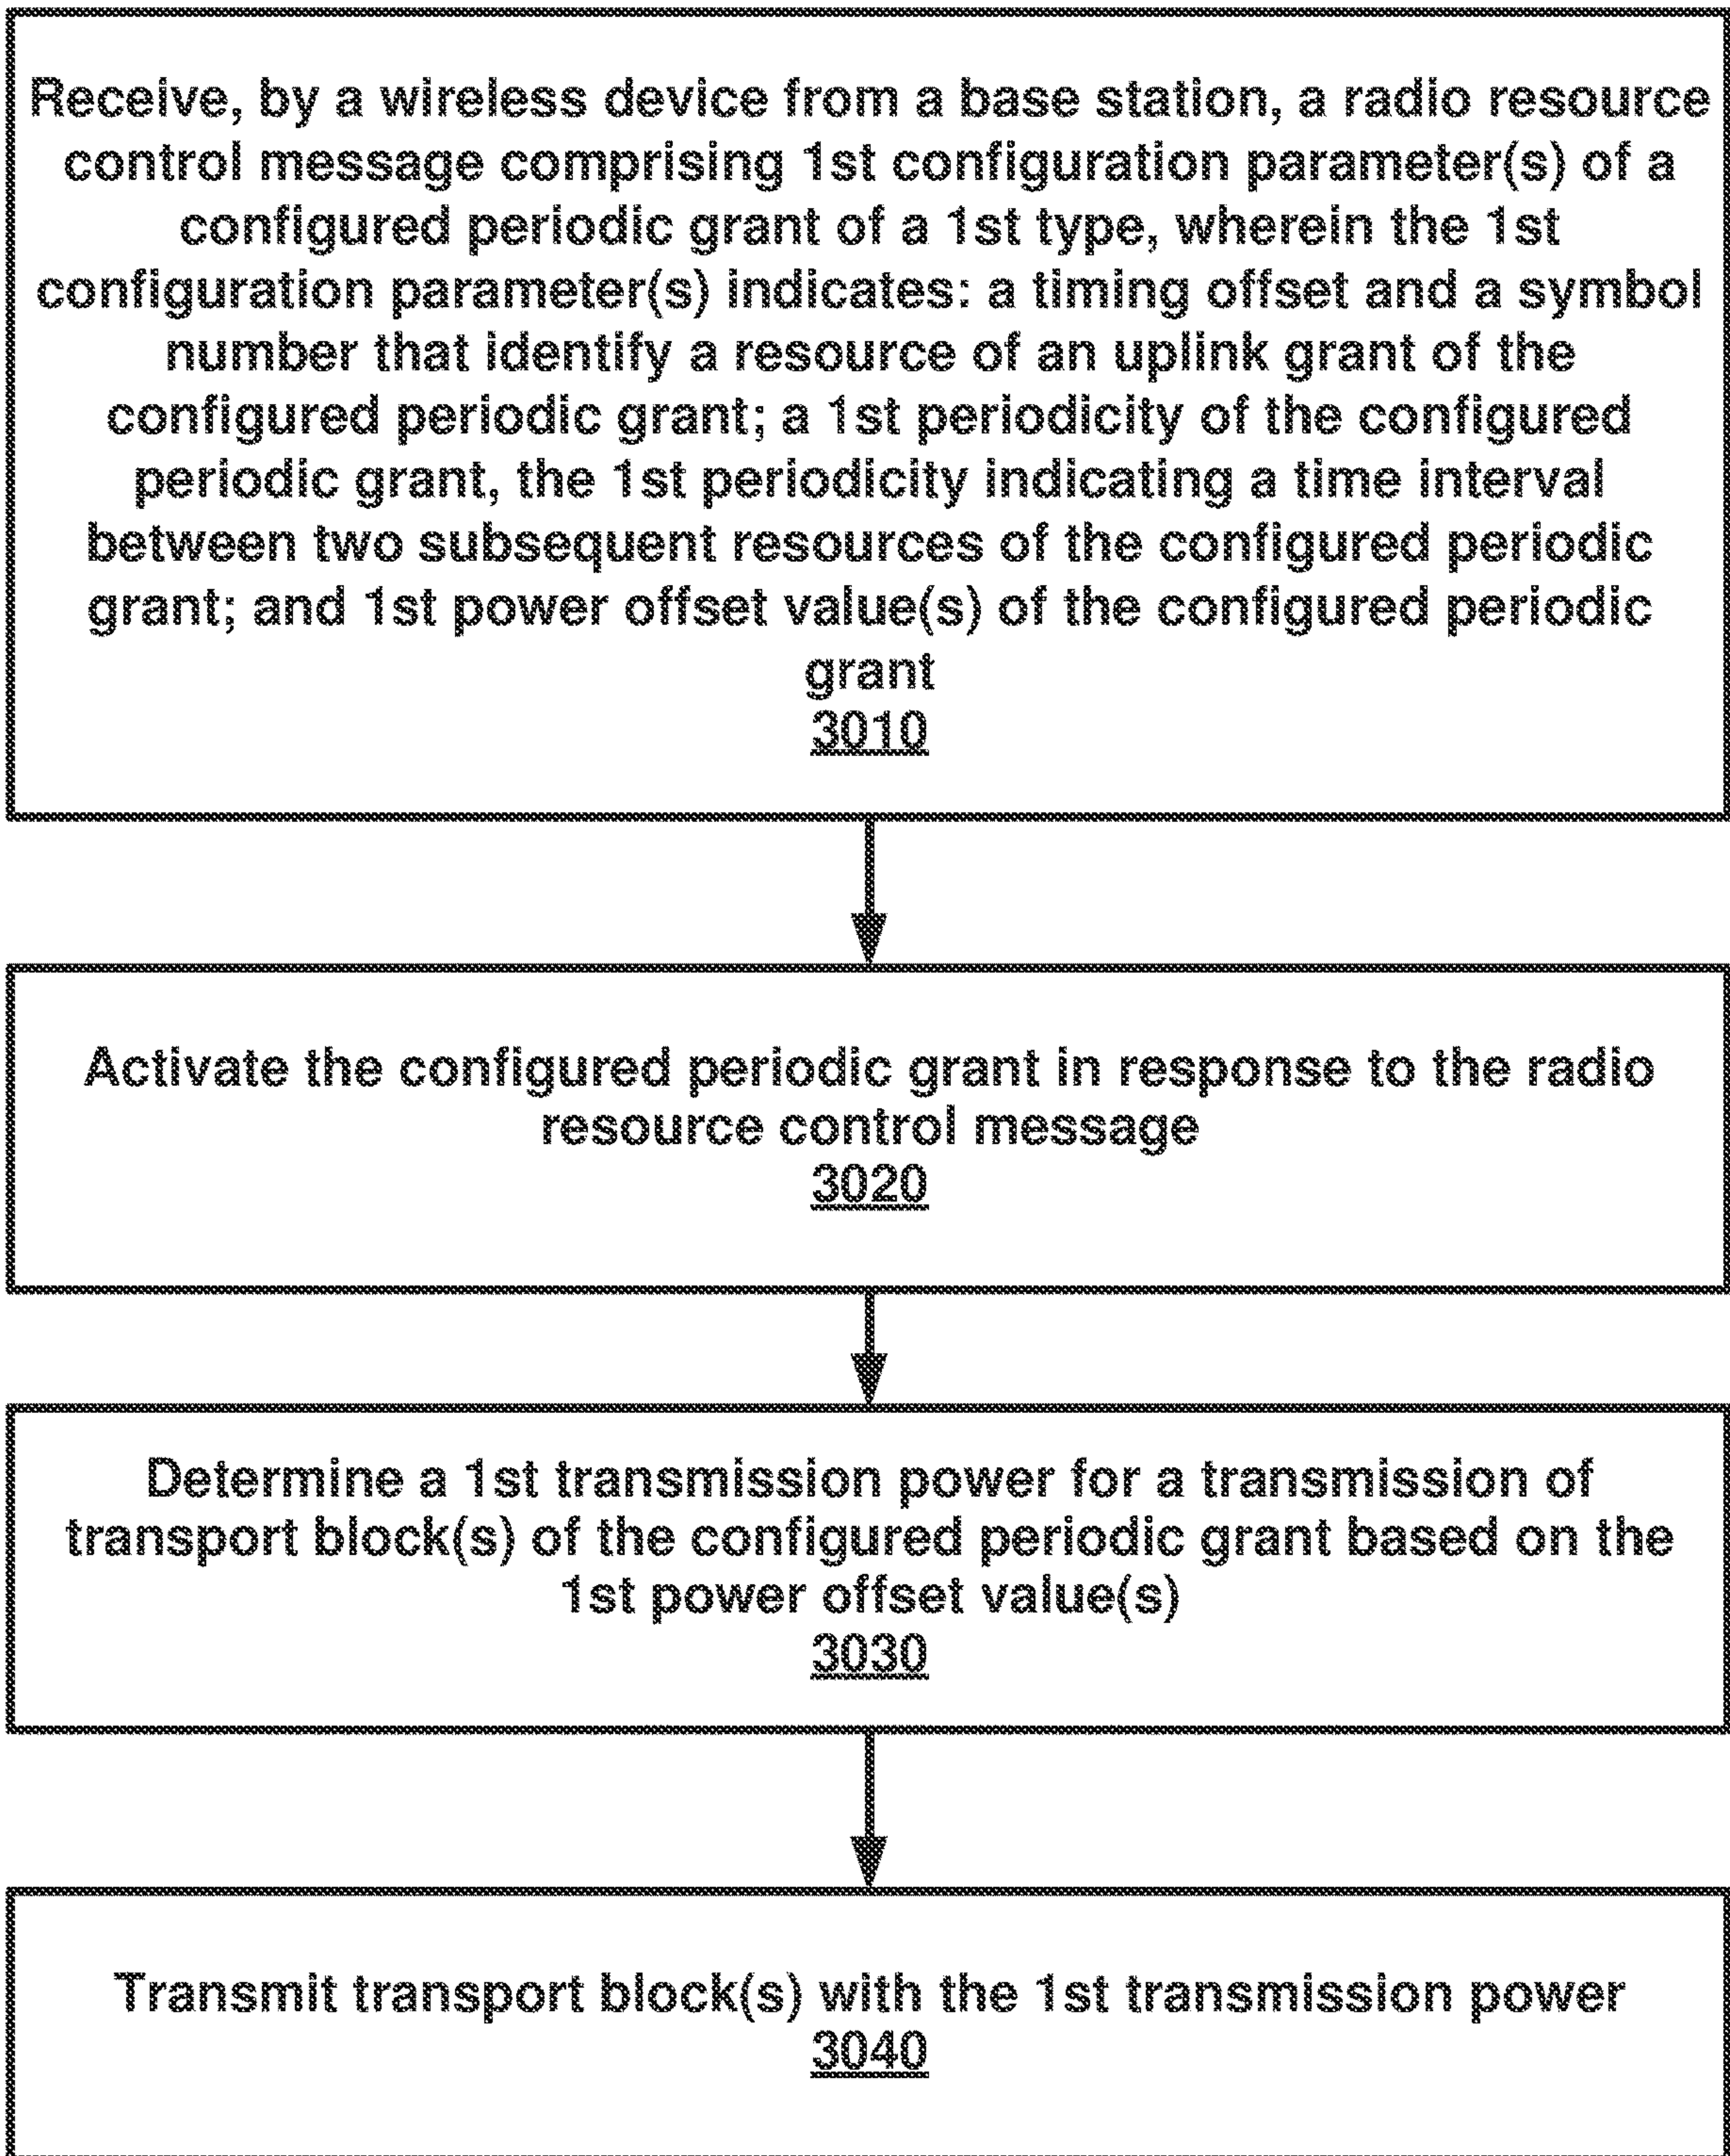 Receive, by a wireless device from a base station, a radio resource
control message comprising 1st configuration parameter(s) of a
configured periodic grant of a 1st type, wherein the 1st
configuration parameter(s) indicates: a timing offset and a symbol
number that identify a resource of an uplink grant of the
configured periodic grant; a 1st periodicity of the configured
periodic grant, the 1st periodicity indicating a time interval
between two subsequent resources of the configured periodic
grant; and 1st power offset value(s) of the configured periodic
grant
3010
Activate the configured periodic grant in response to the radio
resource control message
3020
Determine a 1st transmission power for a transmission of
transport block(s) of the configured periodic grant based on the
1st power offset value(s)
3030
Transmit transport block(s) with the 1st transmission power
3040